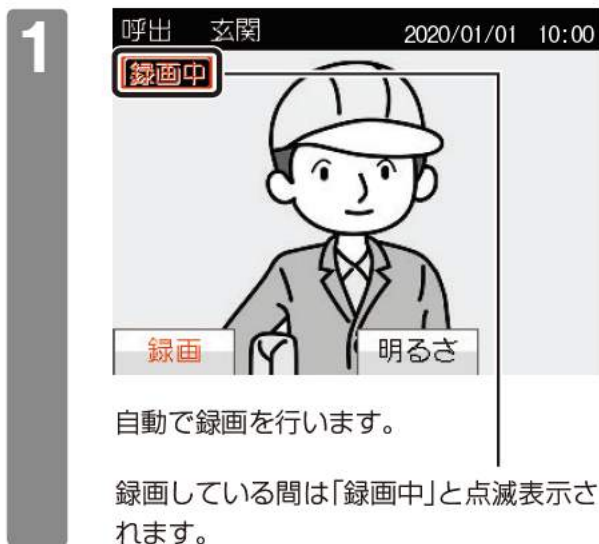 1
呼出 玄関 2020/01/01 10:00
録画中
録画 明るさ
自動で録画を行います。
録画している間は「録画中」と点滅表示さ
れます。